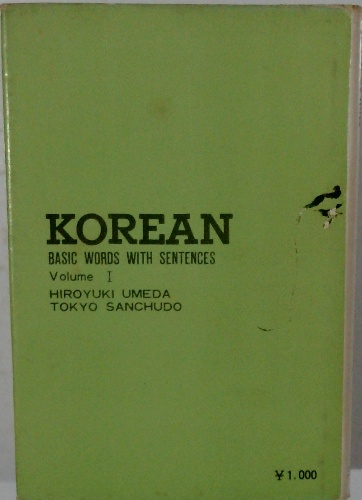 KOREAN
BASIC WORDS WITH SENTENCES
Volume I
HIROYUKI UMEDA
TOKYO SANCHUDO
¥1,000